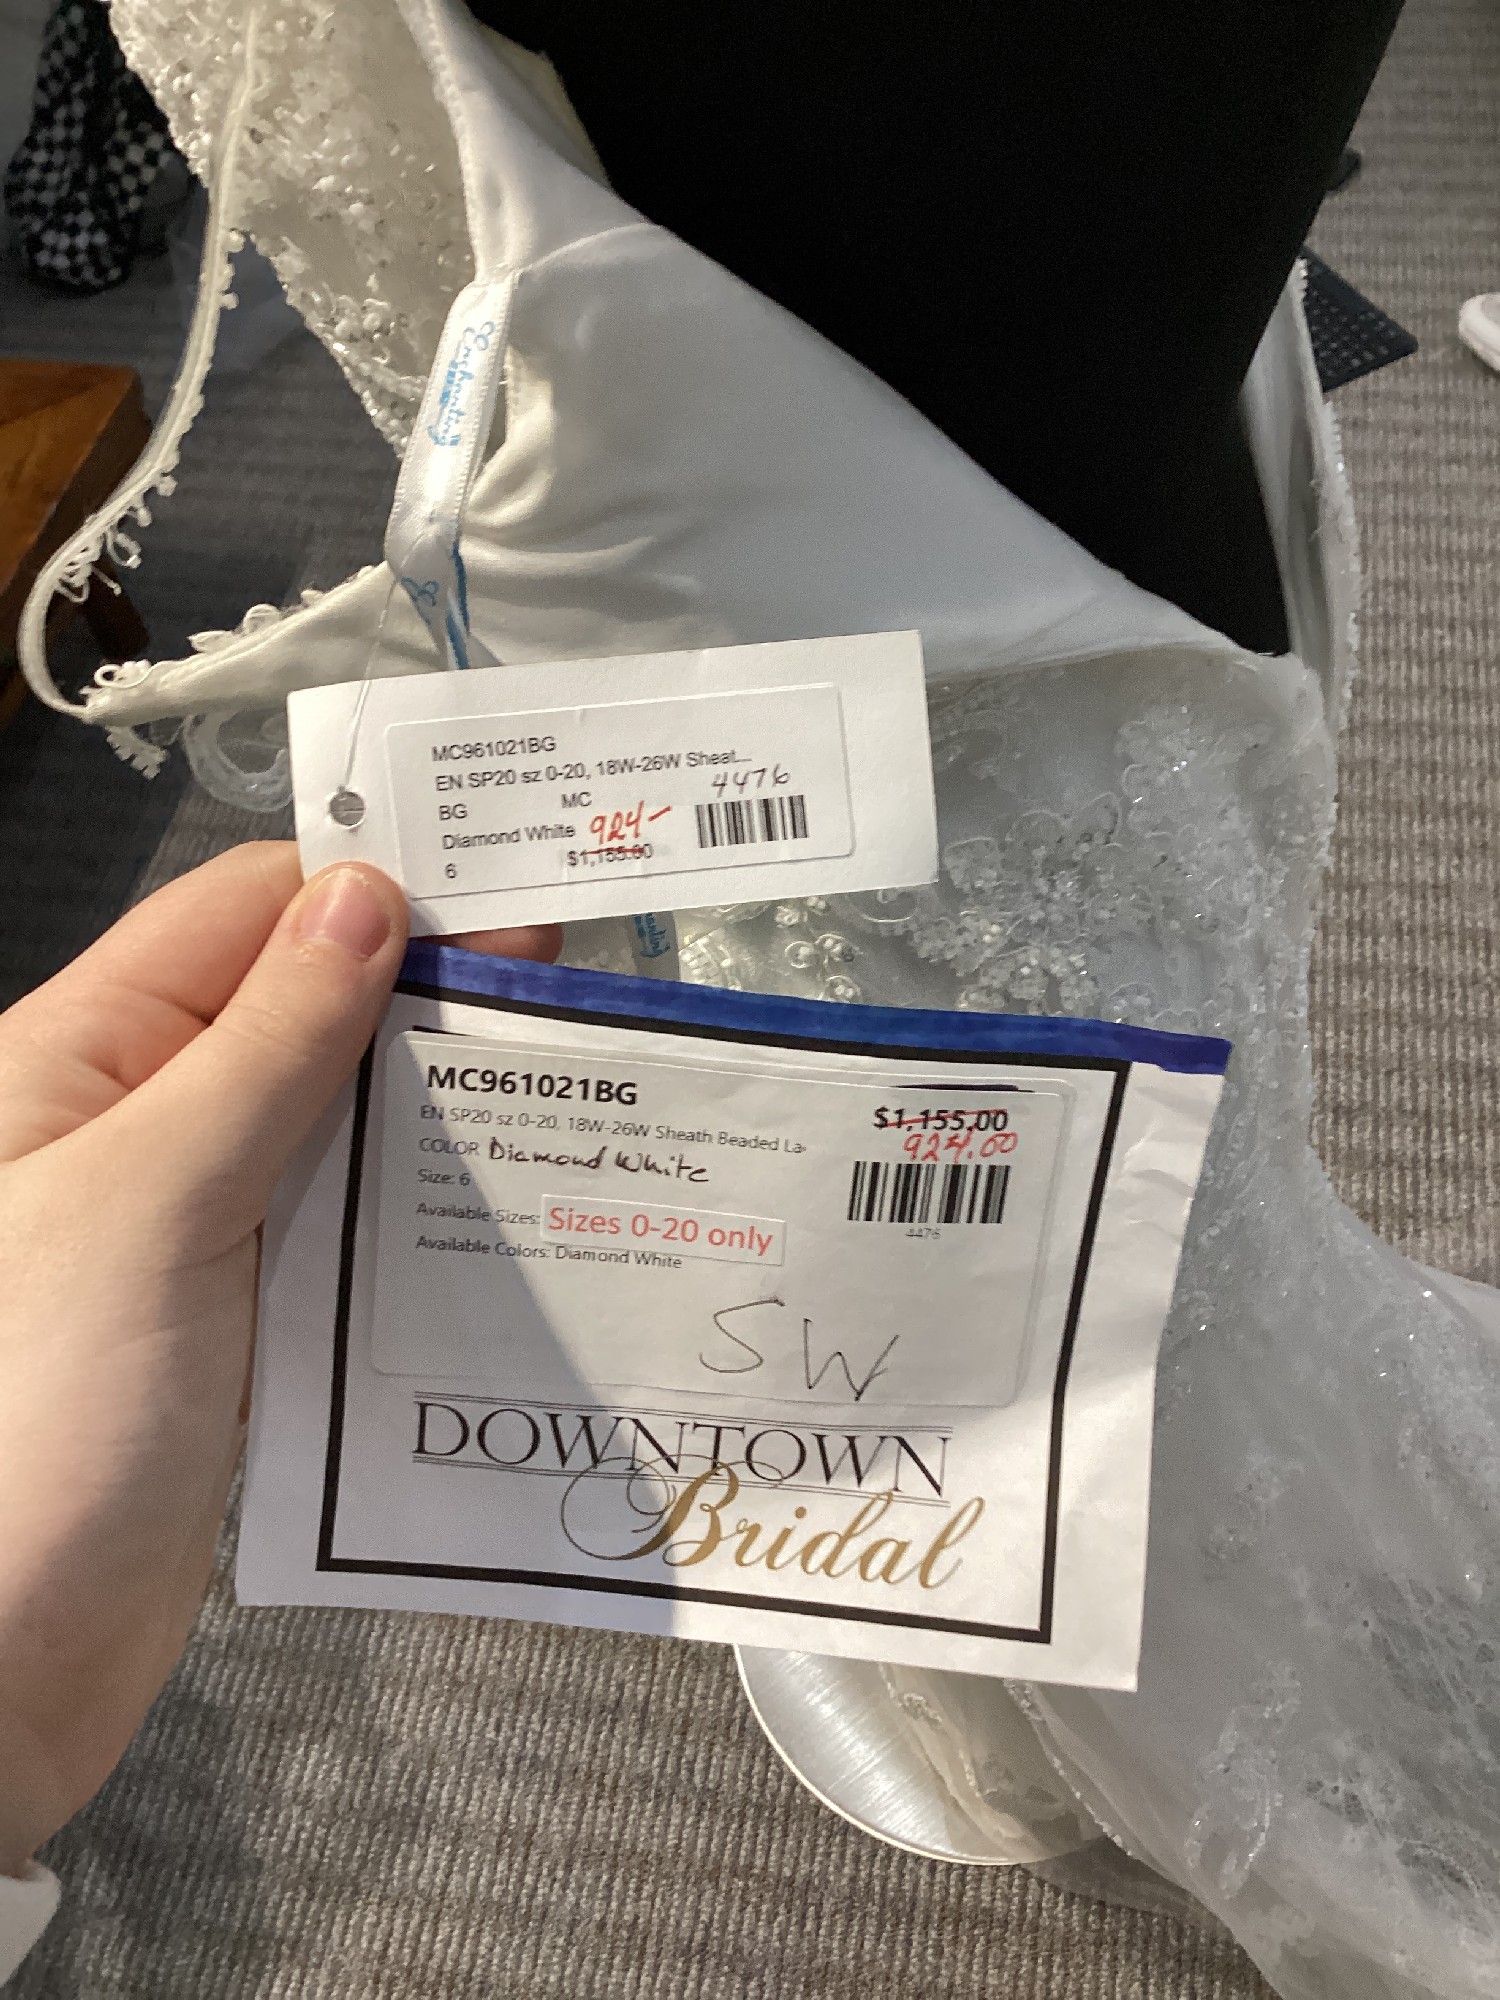 Enchanting
MC961021BG
EN SP20 sz 0-20, 18W-26W Sheat...
4476
BG MC
Diamond White 924-
6 $1,155.00
MC961021BG
$1,155.00
EN SP20 sz 0-20, 18W-26W Sheath Beaded La-
924.00
COLOR Diamond White
Size: 6
Available Sizes: Sizes 0-20 only
4476
Available Colors: Diamond White
SW
DOWNTOWN
Bridal